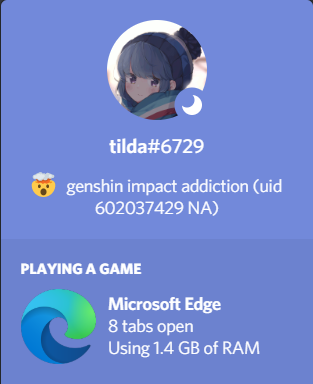 tilda#6729
🤯 genshin impact addiction (uid
602037429 NA)
PLAYING A GAME
Microsoft Edge
8 tabs open
Using 1.4 GB of RAM